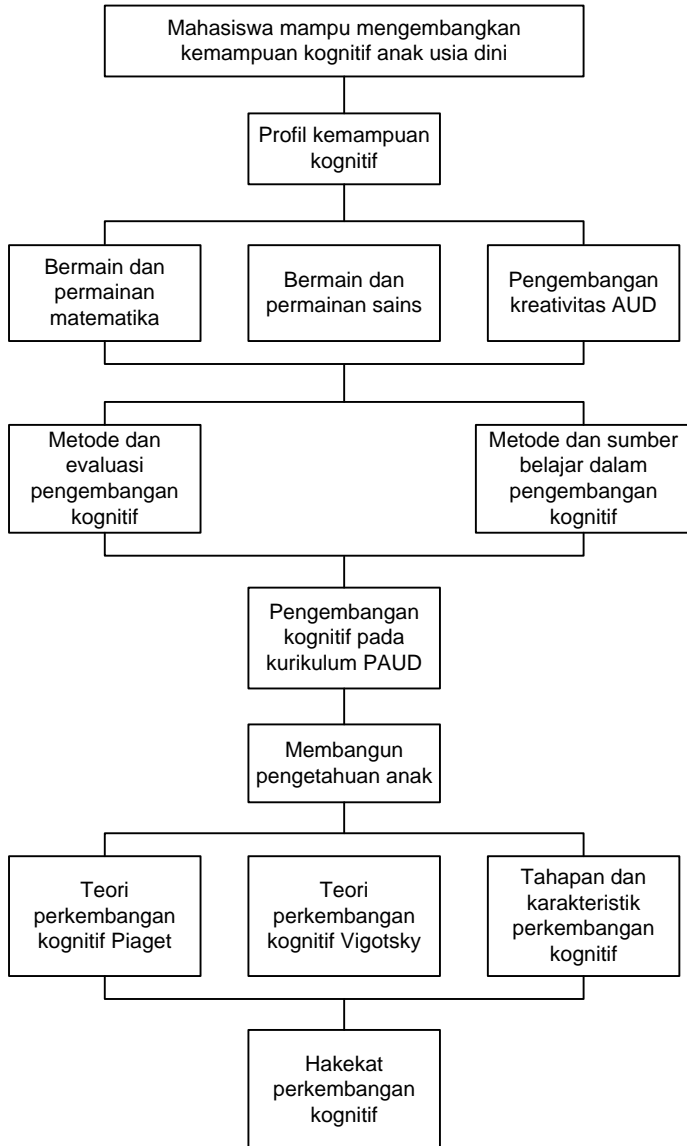 Mahasiswa mampu mengembangkan
kemampuan kognitif anak usia dini
Profil kemampuan
kognitif
Bermain dan
permainan
matematika
Bermain dan
permainan sains
Pengembangan
kreativitas AUD
Metode dan
evaluasi
pengembangan
kognitif
Metode dan sumber
belajar dalam
pengembangan
kognitif
Pengembangan
kognitif pada
kurikulum PAUD
Membangun
pengetahuan anak
Teori
perkembangan
kognitif Piaget
Teori
perkembangan
kognitif Vigotsky
Tahapan dan
karakteristik
perkembangan
kognitif
Hakekat
perkembangan
kognitif